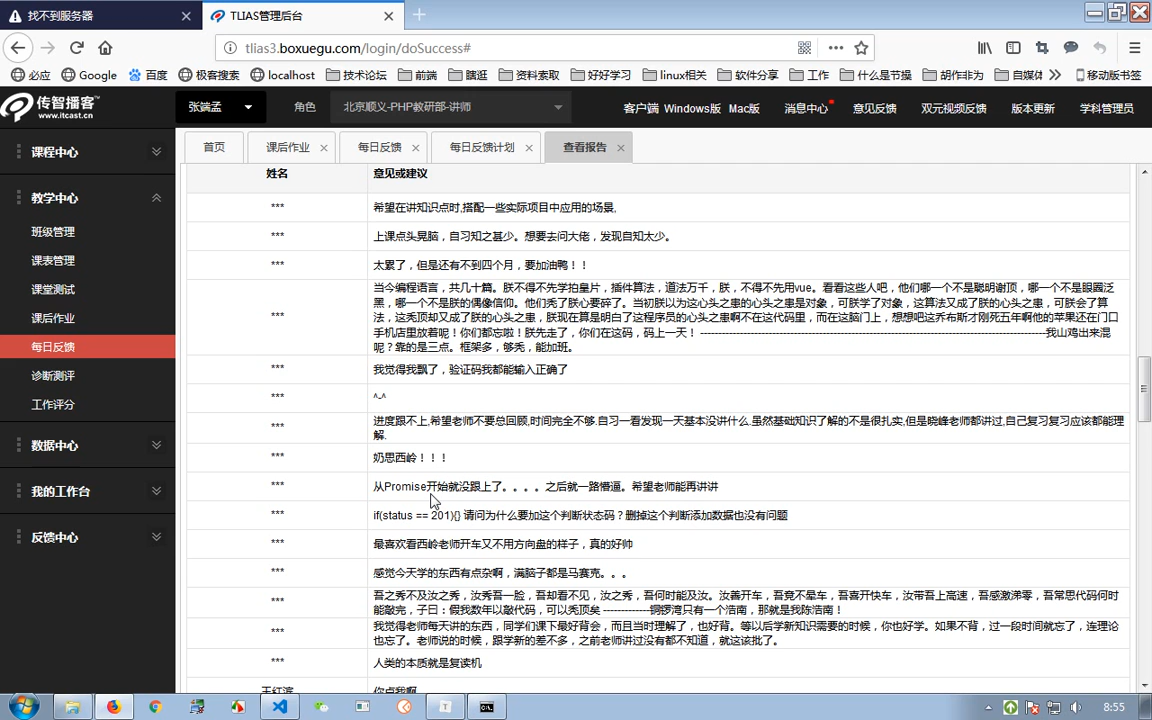 找不到服务器
TLIAS管理后台
tlias3.boxuegu.com/login/doSuccess#
必应 Google 百度 极客搜索 localhost 技术论坛 前端 瞎逛 资料索取 好好学习 linux相关 软件分享 工作 什么是节操 胡作非为 自媒体 移动版书签
传智播客
www.itcast.cn
张端孟 角色 北京顺义-PHP教研部-讲师 客户端 Windows版 Mac版 消息中心 意见反馈 双元视频反馈 版本更新 学科管理员
首页 课后作业 每日反馈 每日反馈计划 查看报告
课程中心
教学中心
班级管理
课表管理
课堂测试
课后作业
每日反馈
诊断测评
工作评分
数据中心
我的工作台
反馈中心
姓名 意见或建议
*** 希望在讲知识点时,搭配一些实际项目中应用的场景,
*** 上课点头晃脑，自习知之甚少。想要去问大佬，发现自知太少。
*** 太累了，但是还有不到四个月，要加油鸭！！
当今编程语言，共几十篇。朕不得不先学拍皇片，插件算法，道法万千，朕，不得不先用vue。看看这些人吧，他们哪一个不是聪明谢顶，哪一个不是眼圆泛
黑，哪一个不是朕的偶像信仰。他们秃了朕心要碎了。当初朕以为这心头之患的心头之患是对象，可朕学了对象，这算法又成了朕的心头之患，可朕会了算
*** 法，这秃顶却又成了朕的心头之患，朕现在算是明白了这程序员的心头之患啊不在这代码里，而在这脑门上，想想吧这乔布斯才刚死五年啊他的苹果还在门口
手机店里放着呢！你们都忘啦！朕先走了，你们在这码，码上一天！ ------------------------------------------------------------------------------------我山鸡出来混
呢？靠的是三点。框架多，够秃，能加班。
*** 我觉得我飘了，验证码我都能输入正确了
*** ^-^
*** 进度跟不上,希望老师不要总回顾,时间完全不够.自习一看发现一天基本没讲什么.虽然基础知识了解的不是很扎实,但是晓峰老师都讲过,自己复习复习应该都能理
解.
*** 奶思西岭！！！
*** 从Promise开始就没跟上了。。。。之后就一路懵逼。希望老师能再讲讲
*** if(status == 201){} 请问为什么要加这个判断状态码？删掉这个判断添加数据也没有问题
*** 最喜欢看西岭老师开车又不用方向盘的样子，真的好帅
*** 感觉今天学的东西有点杂啊，满脑子都是马赛克。。。
*** 吾之秀不及汝之秀，汝秀吾一脸，吾却看不见，汝之秀，吾何时能及汝。汝善开车，吾竟不晕车，吾喜开快车，汝带吾上高速，吾感激涕零，吾常思代码何时
能敲完，子曰：假我数年以敲代码，可以秃顶矣 -------------铜锣湾只有一个浩南，那就是我陈浩南！
*** 我觉得老师每天讲的东西，同学们课下最好背会，而且当时理解了，也好背。等以后学新知识需要的时候，你也好学。如果不背，过一段时间就忘了，连理论
也忘了。老师说的时候，跟学新的差不多，之前老师讲过没有都不知道，就这该批了。
*** 人类的本质就是复读机
王红滨 你点我啊
8:55